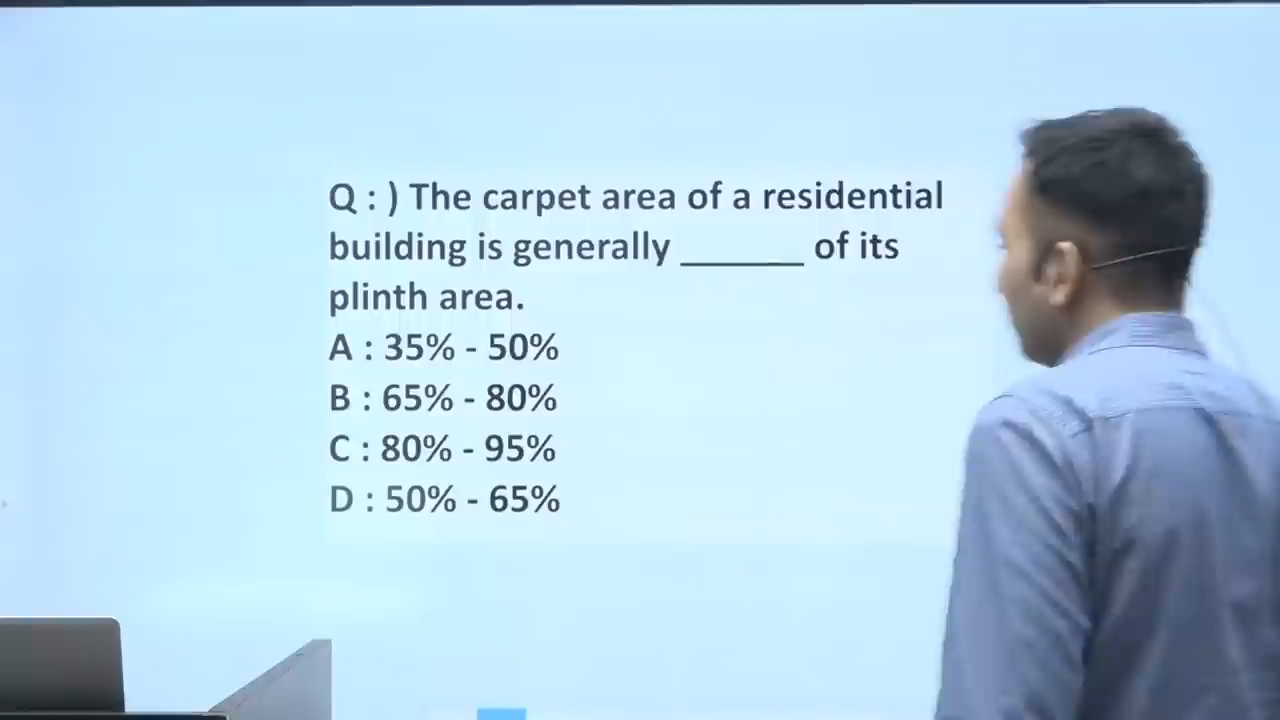 Q : ) The carpet area of a residential
building is generally ______ of its
plinth area.
A : 35% - 50%
B : 65% - 80%
C : 80% - 95%
D : 50% - 65%